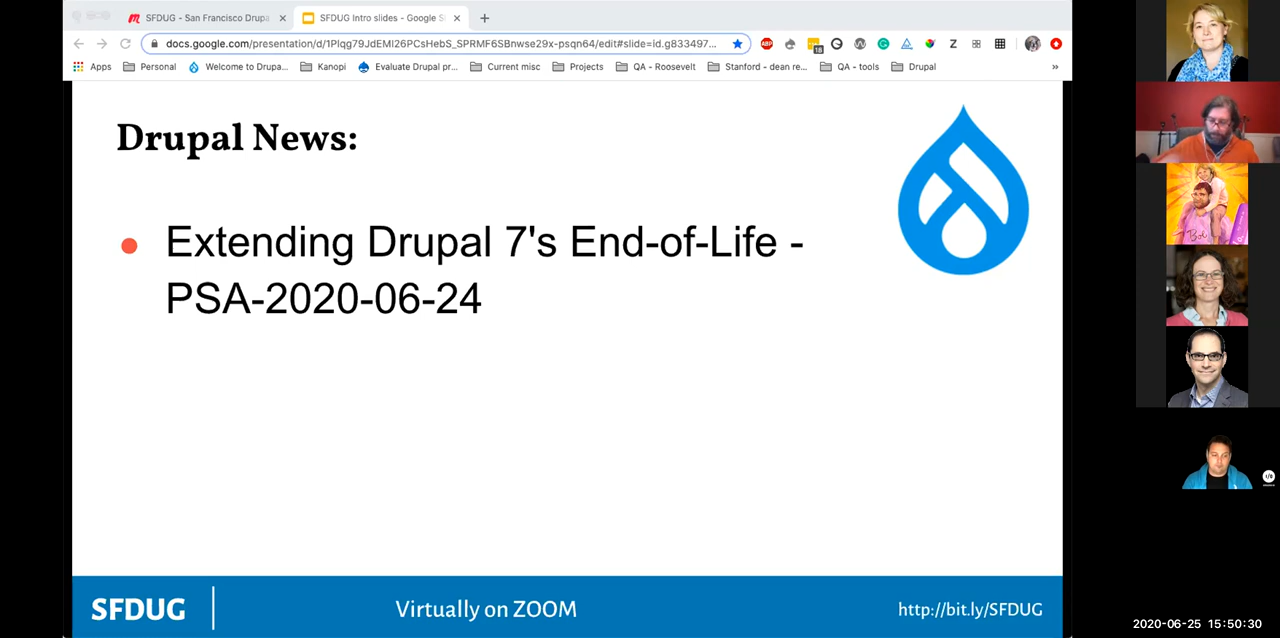 SFDUG - San Francisco Drupa
SFDUG Intro slides - Google S
docs.google.com/presentation/d/1Plqg79JdEMI26PCsHebS_SPRMF6SBnwse29x-psqn64/edit#slide=id.g833497...
ABP
18
Z
Apps
Personal
Welcome to Drupa...
Kanopi
Evaluate Drupal pr...
Current misc
Projects
QA - Roosevelt
Stanford - dean re...
QA - tools
Drupal
»
Drupal News:
Extending Drupal 7's End-of-Life -
PSA-2020-06-24
SFDUG
Virtually on ZOOM
http://bit.ly/SFDUG
2020-06-25 15:50:30